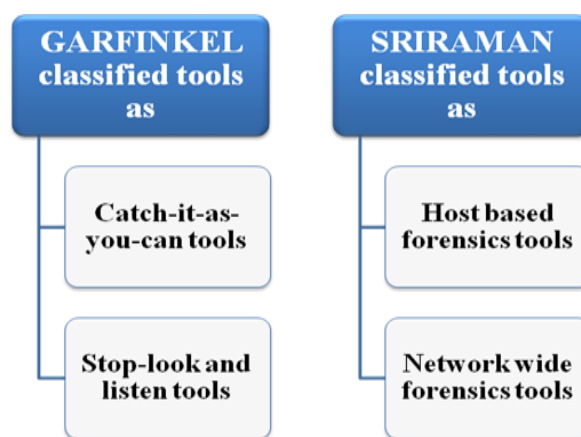 GARFINKEL
classified tools
as
Catch-it-as-
you-can tools
Stop-look and
listen tools
SRIRAMAN
classified tools
as
Host based
forensics tools
Network wide
forensics tools